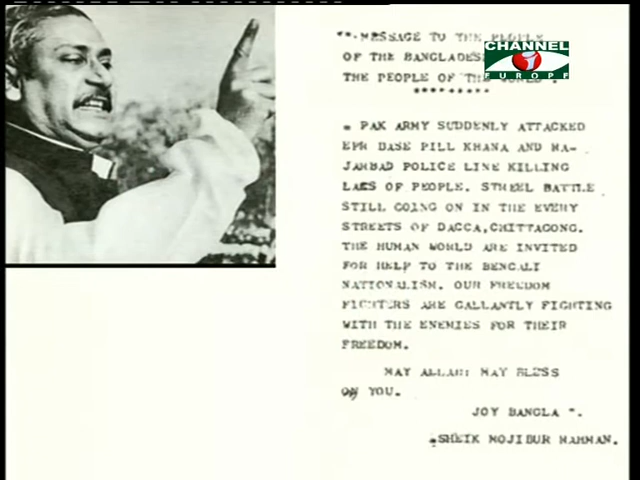 "MESSAGE TO THE PEOPLE
OF THE BANGLADESH
THE PEOPLE OF THE WORLD".
*********
" PAK ARMY SUDDENLY ATTACKED
EPR BASE PILL KHANA AND RA-
JARBAD POLICE LINE KILLING
LACS OF PEOPLE. STREEL BATTLE
STILL GOING ON IN THE EVERY
STREETS OF DACCA,CHITTAGONG.
THE HUMAN WORLD ARE INVITED
FOR HELP TO THE BENGALI
NATIONALISM. OUR FREEDOM
FIGHTERS ARE GALLANTLY FIGHTING
WITH THE ENEMIES FOR THEIR
FREEDOM.
MAY ALLAH MAY BLESS
ON YOU.
JOY BANGLA ".
SHEIK MOJIBUR RAHMAN.
CHANNEL
i
EUROPE